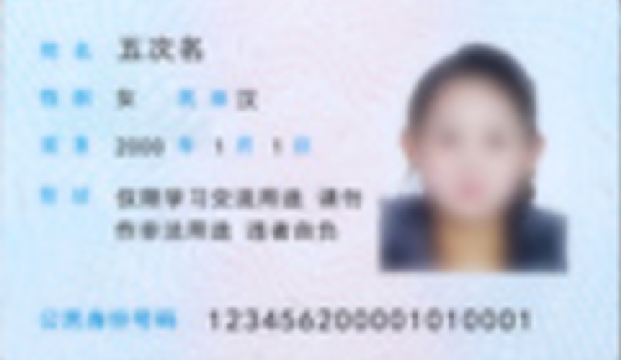 姓名 五次名
性别 女 民族 汉
出生 2000 年 1 月 1 日
住址 仅限学习交流用途 请勿
作非法用途 违者自负
公民身份号码 123456200001010001